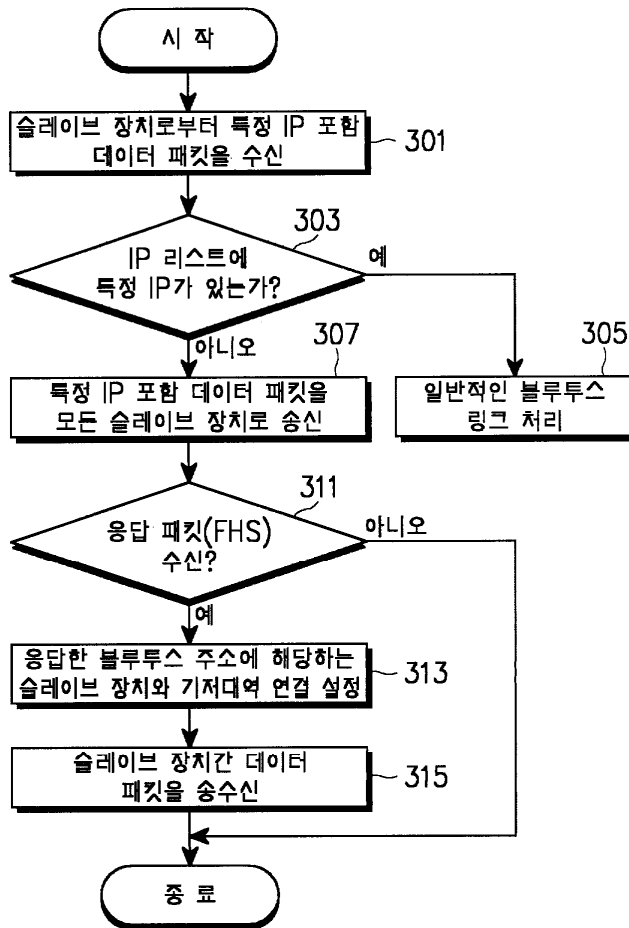 시 작
슬레이브 장치로부터 특정 IP 포함
데이터 패킷을 수신
301
303
IP 리스트에
특정 IP가 있는가?
예
아니오
307
305
특정 IP 포함 데이터 패킷을
모든 슬레이브 장치로 송신
일반적인 블루투스
링크 처리
311
응답 패킷(FHS)
수신?
아니오
예
응답한 블루투스 주소에 해당하는
슬레이브 장치와 기저대역 연결 설정
313
슬레이브 장치간 데이터
패킷을 송수신
315
종 료